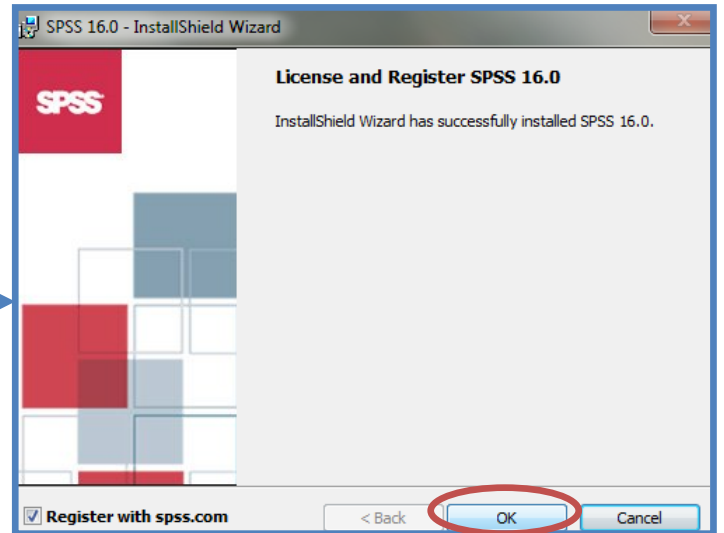 SPSS 16.0 - InstallShield Wizard
SPSS
License and Register SPSS 16.0
InstallShield Wizard has successfully installed SPSS 16.0.
Register with spss.com
< Back
OK
Cancel